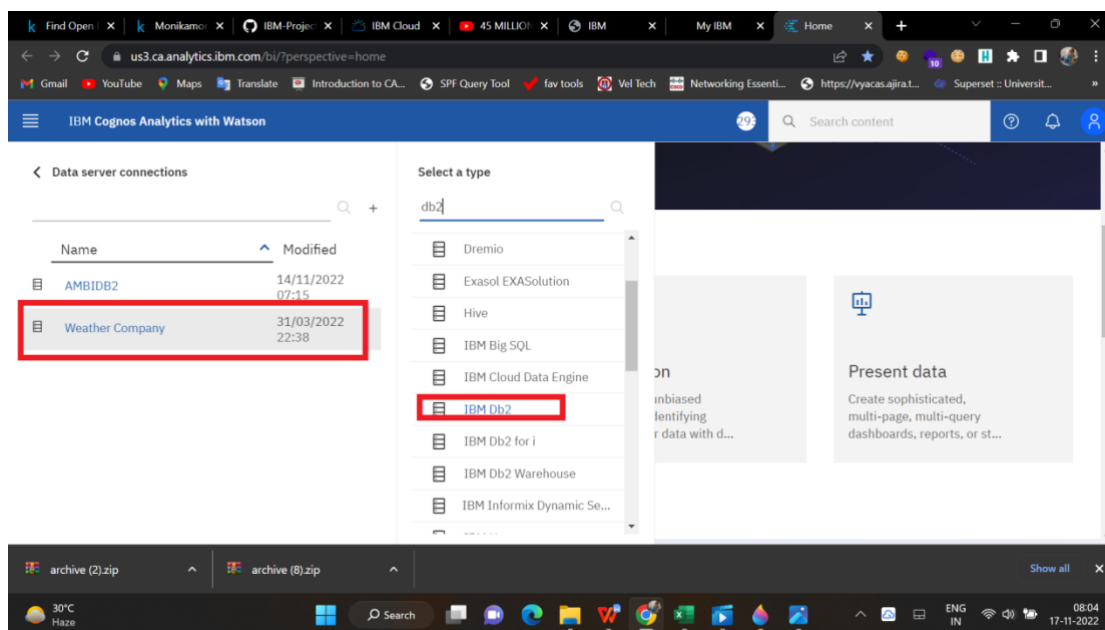 Find Open
Monikamor
IBM-Projec
IBM Cloud
45 MILLION
IBM
My IBM
Home
us3.ca.analytics.ibm.com/bi/?perspective=home
10
Gmail
YouTube
Maps
Translate
Introduction to CA...
SPF Query Tool
fav tools
Vel Tech
Networking Essenti...
https://vyacas.ajira.t...
Superset :: Universit...
»
IBM Cognos Analytics with Watson
293
Search content
Data server connections
Select a type
db2
Name
Modified
AMBIDB2
14/11/2022
07:15
Weather Company
31/03/2022
22:38
Dremio
Exasol EXASolution
Hive
IBM Big SQL
IBM Cloud Data Engine
IBM Db2
IBM Db2 for i
IBM Db2 Warehouse
IBM Informix Dynamic Se...
on
unbiased
dentifying
r data with d...
Present data
Create sophisticated,
multi-page, multi-query
dashboards, reports, or st...
archive (2).zip
archive (8).zip
Show all
30°C
Haze
Search
ENG
IN
08:04
17-11-2022